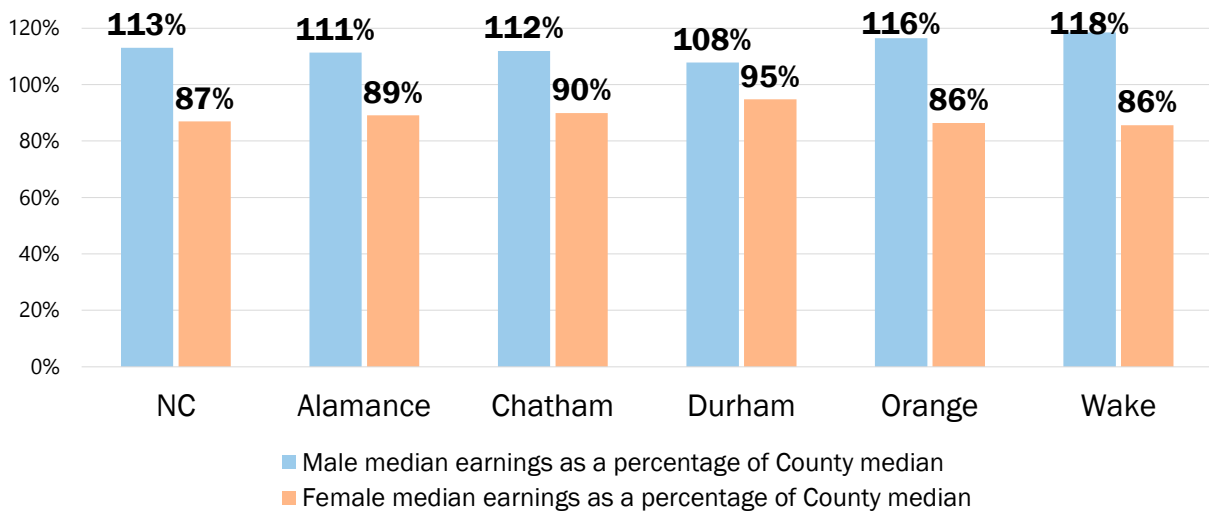 120%
100%
80%
60%
40%
20%
0%
113%
87%
111%
89%
112%
90%
108%
95%
116%
86%
118%
86%
NC
Alamance
Chatham
Durham
Orange
Wake
Male median earnings as a percentage of County median
Female median earnings as a percentage of County median